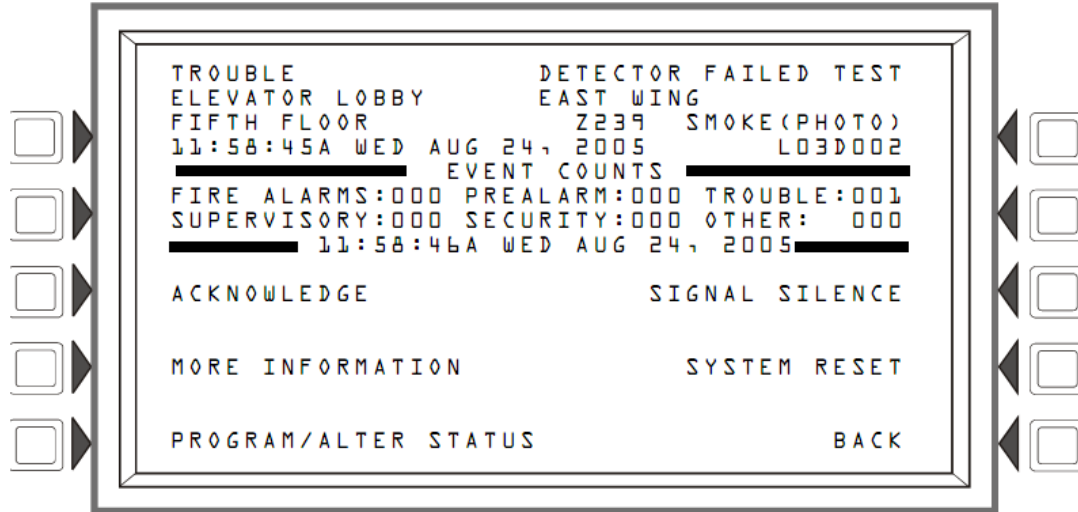 TROUBLE DETECTOR FAILED TEST
ELEVATOR LOBBY EAST WING
FIFTH FLOOR Z239 SMOKE(PHOTO)
11:58:45A WED AUG 24, 2005 L03D002
EVENT COUNTS
FIRE ALARMS:000 PREALARM:000 TROUBLE:001
SUPERVISORY:000 SECURITY:000 OTHER: 000
11:58:46A WED AUG 24, 2005
ACKNOWLEDGE SIGNAL SILENCE
MORE INFORMATION SYSTEM RESET
PROGRAM/ALTER STATUS BACK